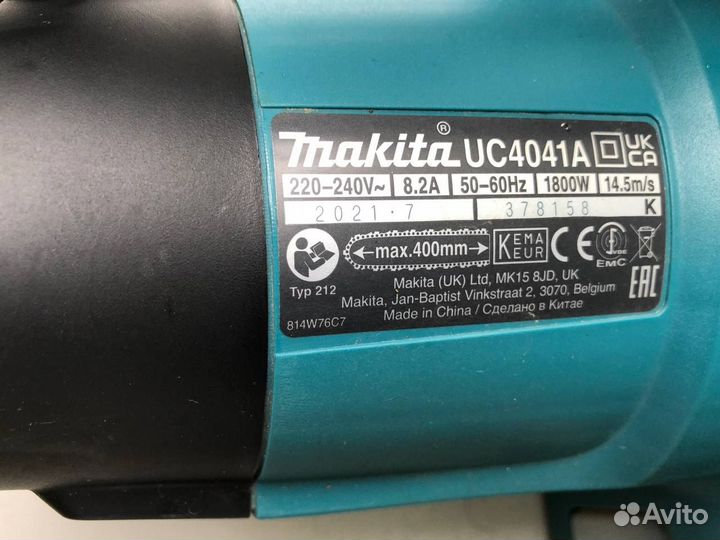 makita® UC4041A UK CA
220-240V~ 8.2A 50-60Hz 1800W 14.5m/s
2021.7 378158 K
max.400mm KEMA KEUR CE VDE EMC
Typ 212 EAC
Makita (UK) Ltd, MK15 8JD, UK
Makita, Jan-Baptist Vinkstraat 2, 3070, Belgium
814W76C7 Made in China / Сделано в Китае
Avito